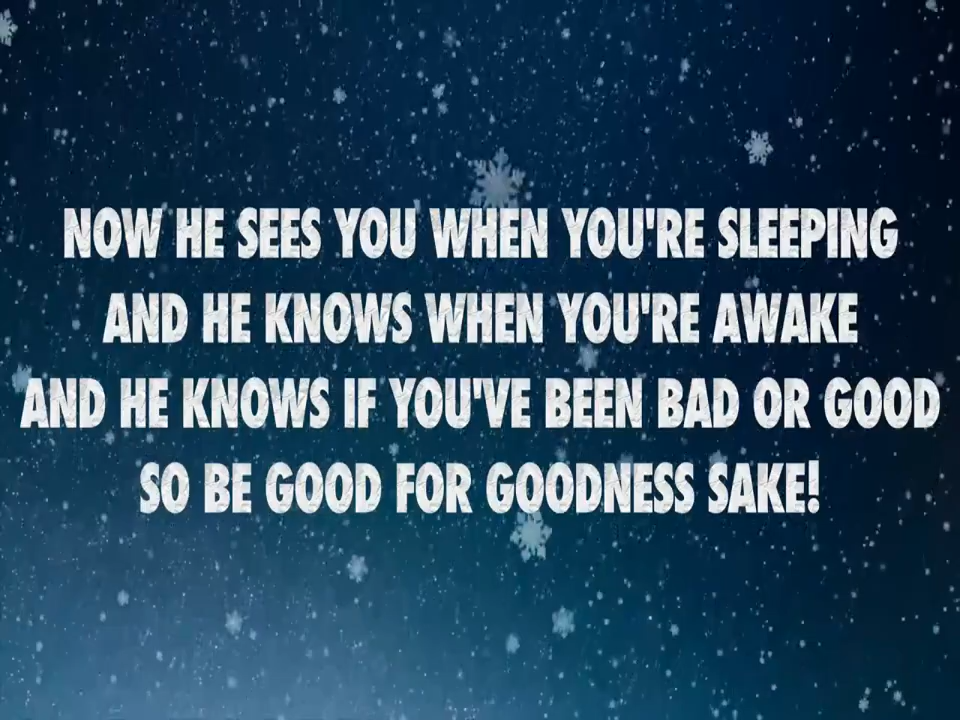 NOW HE SEES YOU WHEN YOU'RE SLEEPING
AND HE KNOWS WHEN YOU'RE AWAKE
AND HE KNOWS IF YOU'VE BEEN BAD OR GOOD
SO BE GOOD FOR GOODNESS SAKE!